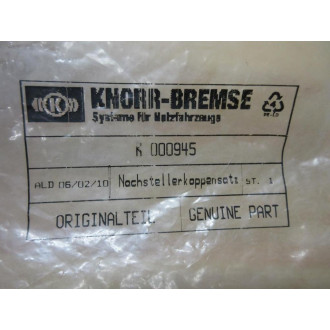 KNORR-BREMSE
Systeme für Nutzfahrzeuge
K 000945
ALD 06/02/10 Nachstellerkappensatz ST. 1
ORIGINALTEIL GENUINE PART